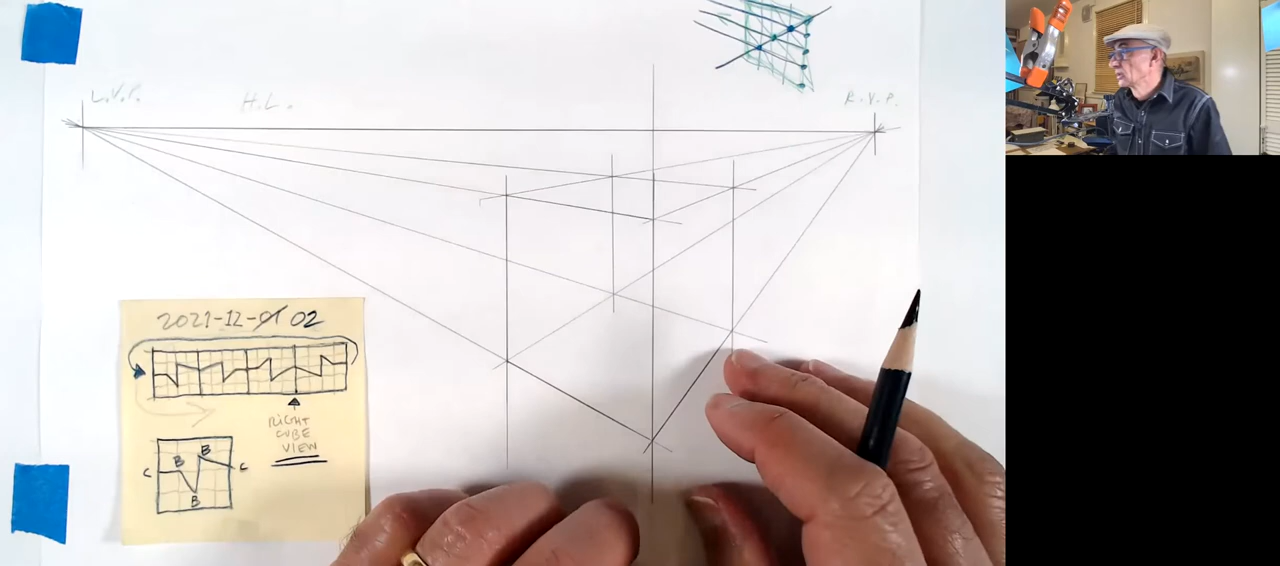 L.V.P.
H.L.
R.V.P.
2021-12-01 02
RIGHT
CUBE
VIEW
B
B
C
C
B